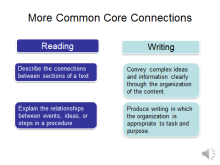 More Common Core Connections
Reading
Describe the connections
between sections of a text
Explain the relationships
between events, ideas, or
steps in a procedure
Writing
Convey complex ideas
and information clearly
through the organization
of the content.
Produce writing in which
the organization is
appropriate to task and
purpose.